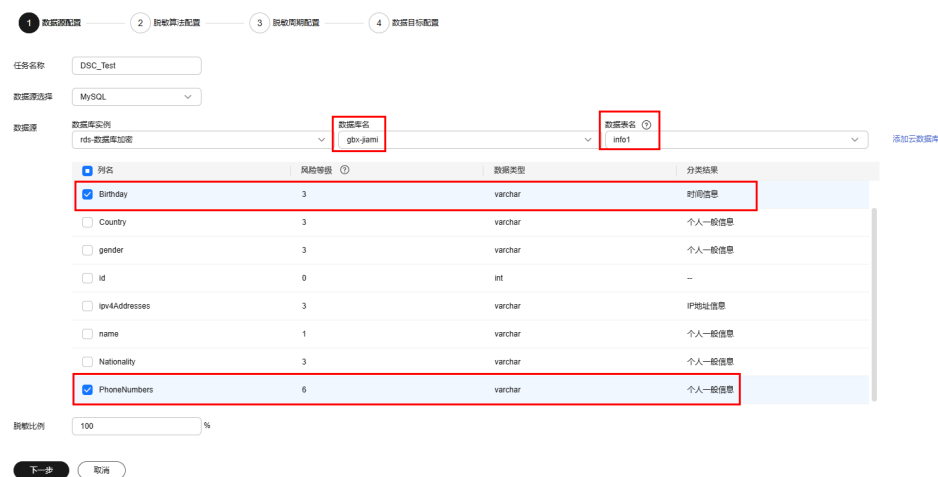 1 数据源配置 2 脱敏算法配置 3 脱敏周期配置 4 数据目标配置
任务名称 DSC_Test
数据源选择 MySQL
数据源 数据库实例 数据库名 数据表名 ?
rds-数据库加密 gbx-jiami info1 添加云数据库
列名 风险等级 ? 数据类型 分类结果
Birthday 3 varchar 时间信息
Country 3 varchar 个人一般信息
gender 3 varchar 个人一般信息
id 0 int --
ipv4Addresses 3 varchar IP地址信息
name 1 varchar 个人一般信息
Nationality 3 varchar 个人一般信息
PhoneNumbers 6 varchar 个人一般信息
脱敏比例 100 %
下一步 取消